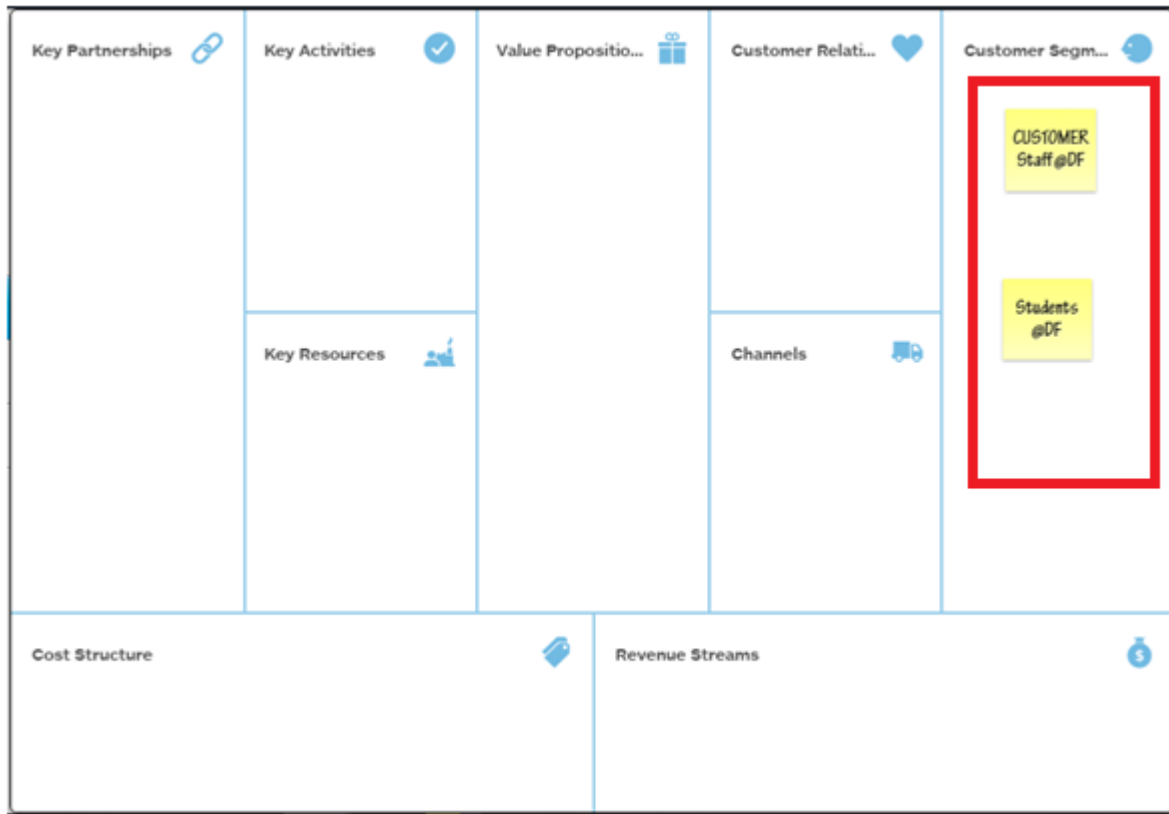 Key Partnerships
Key Activities
Value Propositio...
Customer Relati...
Customer Segm...
CUSTOMER
Staff@DF
Students
@DF
Key Resources
Channels
Cost Structure
Revenue Streams
$